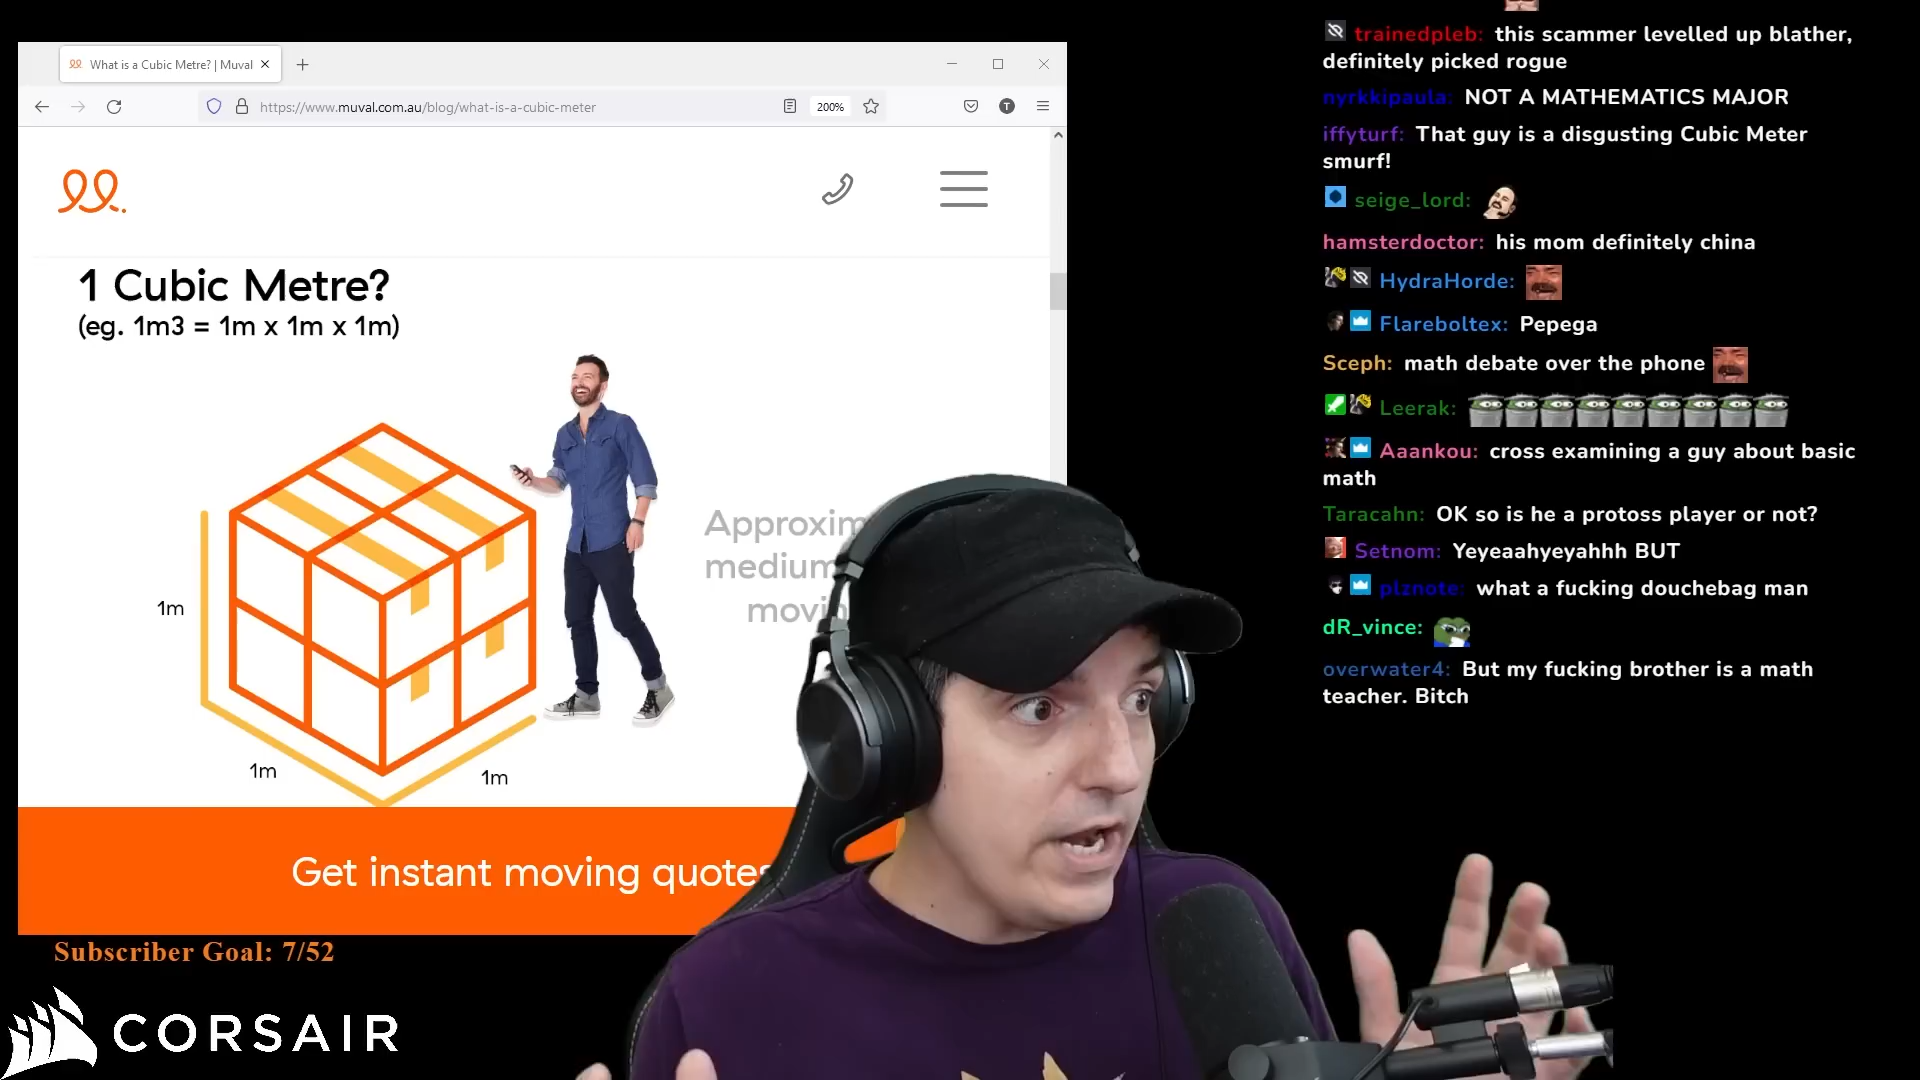 What is a Cubic Metre? | Muval
https://www.muval.com.au/blog/what-is-a-cubic-meter
200%
T
1 Cubic Metre?
(eg. 1m3 = 1m x 1m x 1m)
1m
1m
1m
medium
Get instant moving quotes
Subscriber Goal: 7/52
CORSAIR
trainedpleb: this scammer levelled up blather,
definitely picked rogue
nyrkkipaula: NOT A MATHEMATICS MAJOR
iffyturf: That guy is a disgusting Cubic Meter
smurf!
seige_lord:
hamsterdoctor: his mom definitely china
HydraHorde:
Flareboltex: Pepega
Sceph: math debate over the phone
Leerak:
Aaankou: cross examining a guy about basic
math
Taracahn: OK so is he a protoss player or not?
Setnom: Yeyeaahyeyahhh BUT
plznote: what a fucking douchebag man
dR_vince:
overwater4: But my fucking brother is a math
teacher. Bitch